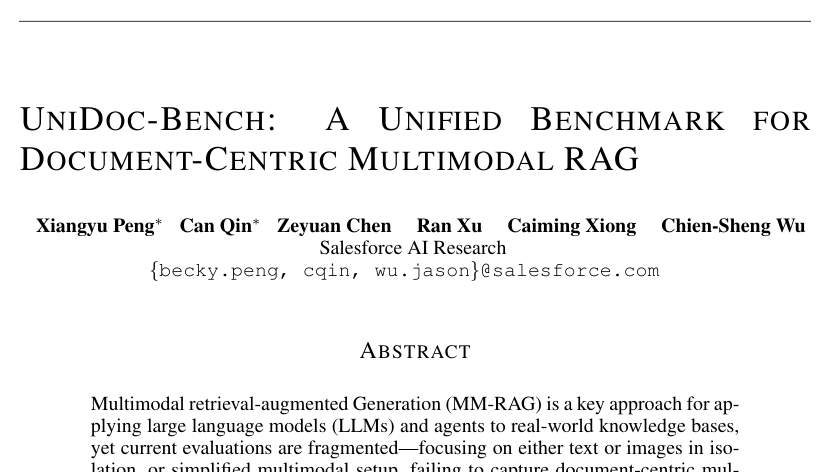 UNIDOC-BENCH: A UNIFIED BENCHMARK FOR
DOCUMENT-CENTRIC MULTIMODAL RAG
Xiangyu Peng* Can Qin* Zeyuan Chen Ran Xu Caiming Xiong Chien-Sheng Wu
Salesforce AI Research
{becky.peng, cqin, wu.jason}@salesforce.com
ABSTRACT
Multimodal retrieval-augmented Generation (MM-RAG) is a key approach for ap-
plying large language models (LLMs) and agents to real-world knowledge bases,
yet current evaluations are fragmented—focusing on either text or images in iso-
lation, or simplified multimodal setup, failing to capture document-centric mul-